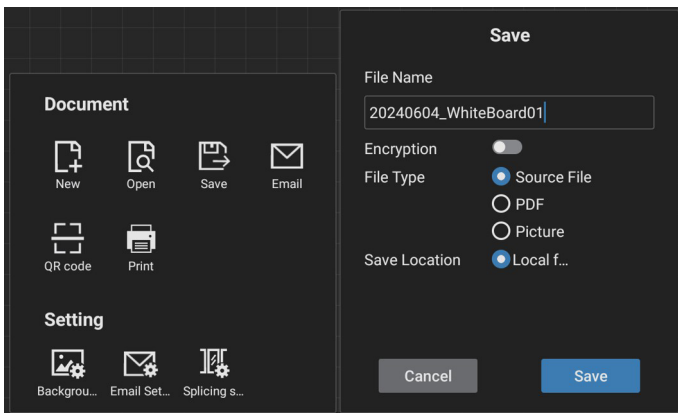 Document
New
Open
Save
Email
QR code
Print
Setting
Backgrou...
Email Set...
Splicing s...
Save
File Name
20240604_WhiteBoard01
Encryption
File Type
Source File
PDF
Picture
Save Location
Local f...
Cancel
Save